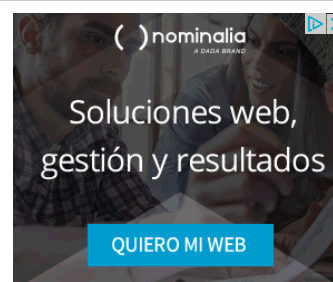 nominalia
A DADA BRAND
Soluciones web,
gestión y resultados
QUIERO MI WEB